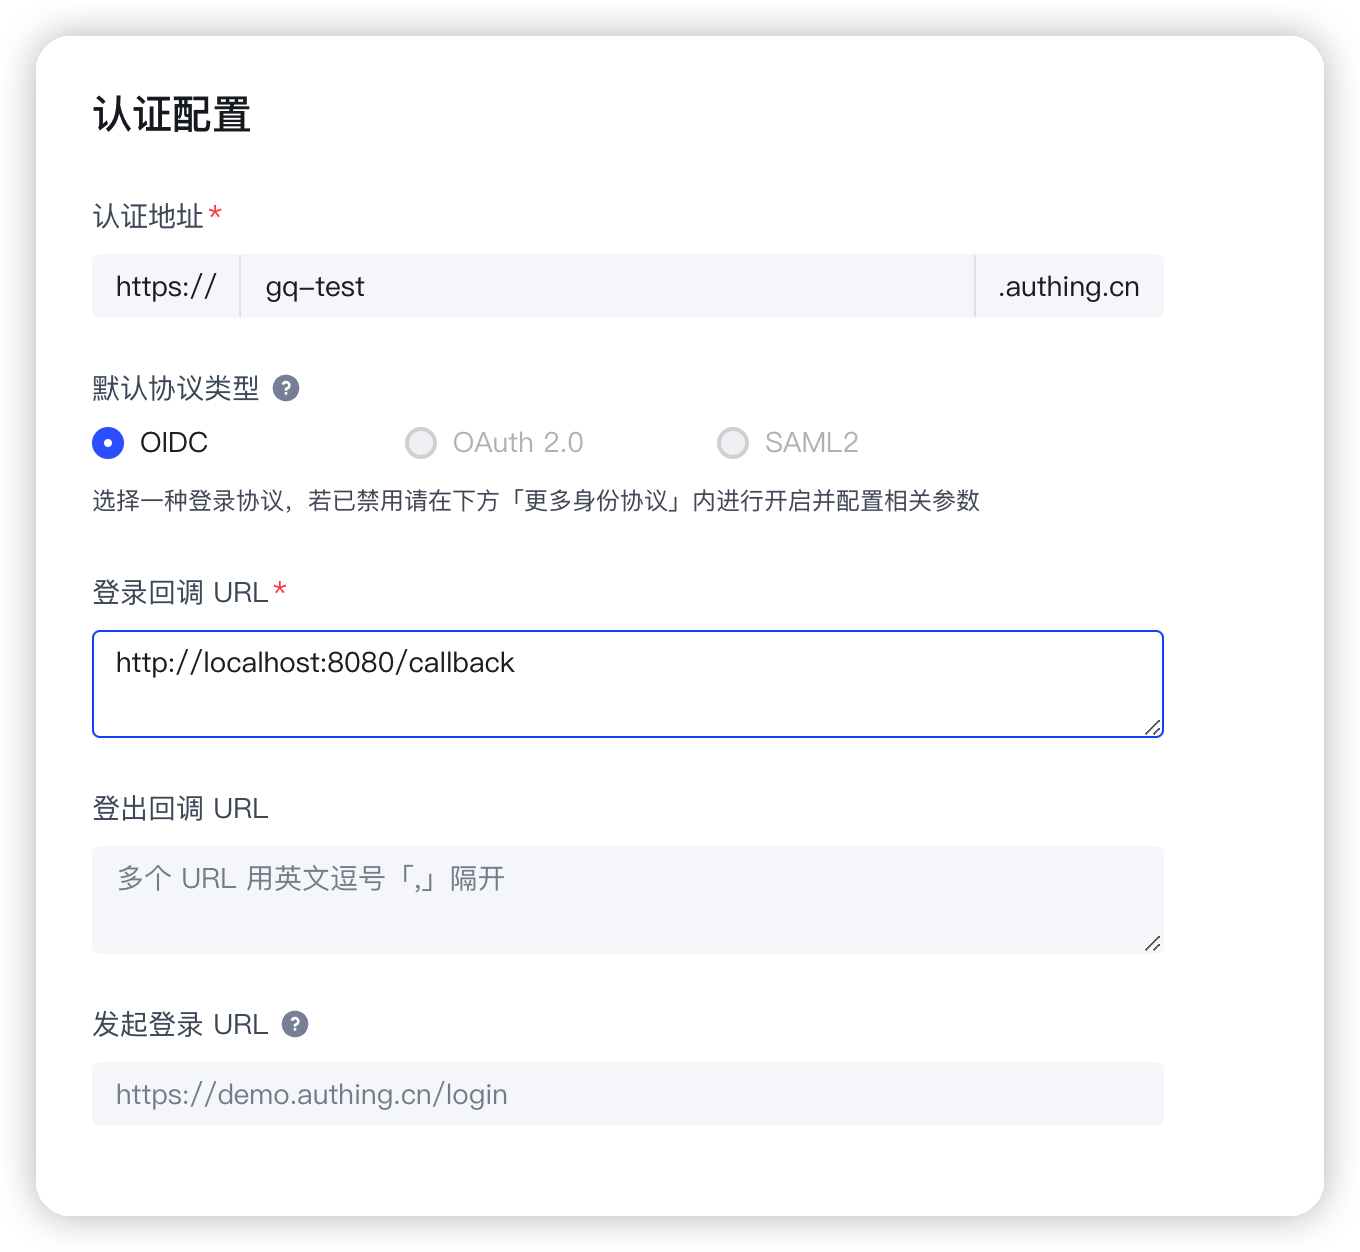 认证配置
认证地址*
https:// gq-test .authing.cn
默认协议类型 ?
OIDC OAuth 2.0 SAML2
选择一种登录协议，若已禁用请在下方「更多身份协议」内进行开启并配置相关参数
登录回调 URL*
http://localhost:8080/callback
登出回调 URL
多个 URL 用英文逗号「,」隔开
发起登录 URL ?
https://demo.authing.cn/login